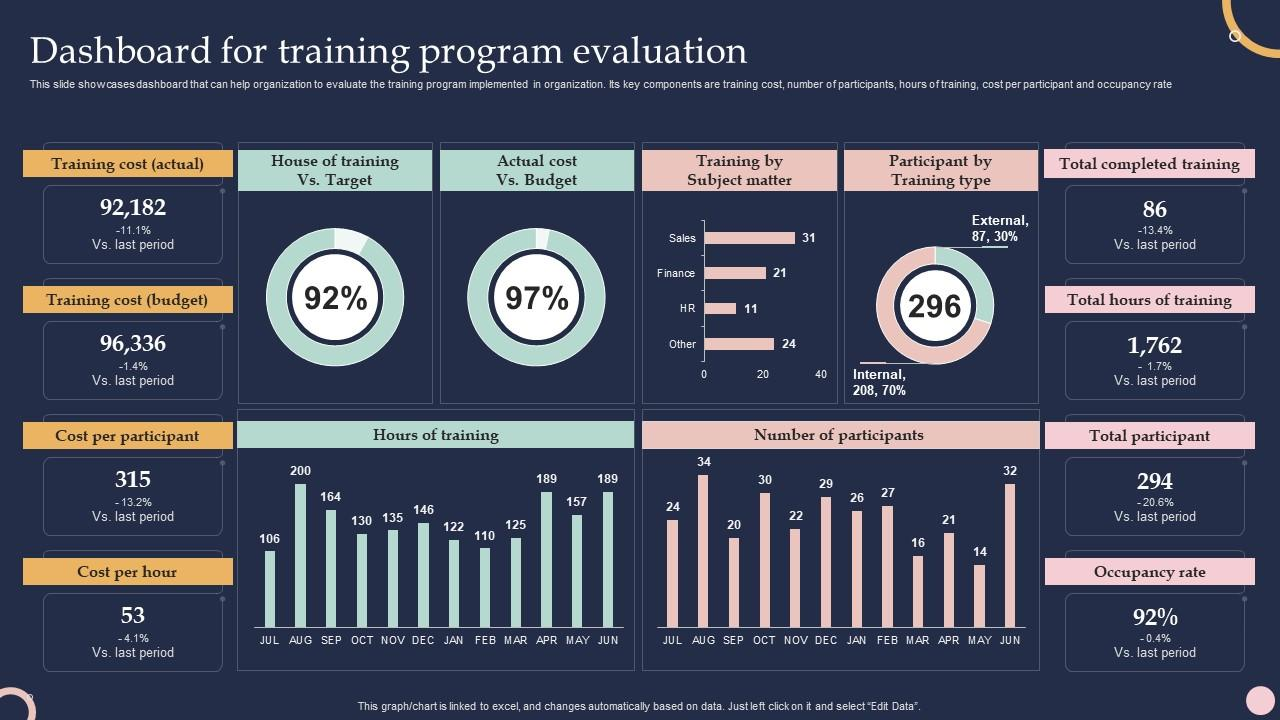 Dashboard for training program evaluation
This slide showcases dashboard that can help organization to evaluate the training program implemented in organization. Its key components are training cost, number of participants, hours of training, cost per participant and occupancy rate
Training cost (actual)
92,182
-11.1%
Vs. last period
Training cost (budget)
96,336
-1.4%
Vs. last period
Cost per participant
315
-13.2%
Vs. last period
Cost per hour
53
-4.1%
Vs. last period
House of training
Vs. Target
92%
Actual cost
Vs. Budget
97%
Training by
Subject matter
Sales 31
Finance 21
HR 11
Other 24
0 20 40
Participant by
Training type
External,
87, 30%
296
Internal,
208, 70%
Hours of training
106 200 164 130 135 146 122 110 125 189 157 189
JUL AUG SEP OCT NOV DEC JAN FEB MAR APR MAY JUN
Number of participants
24 34 20 30 22 29 26 27 16 21 14 32
JUL AUG SEP OCT NOV DEC JAN FEB MAR APR MAY JUN
Total completed training
86
-13.4%
Vs. last period
Total hours of training
1,762
- 1.7%
Vs. last period
Total participant
294
-20.6%
Vs. last period
Occupancy rate
92%
-0.4%
Vs. last period
This graph/chart is linked to excel, and changes automatically based on data. Just left click on it and select “Edit Data”.